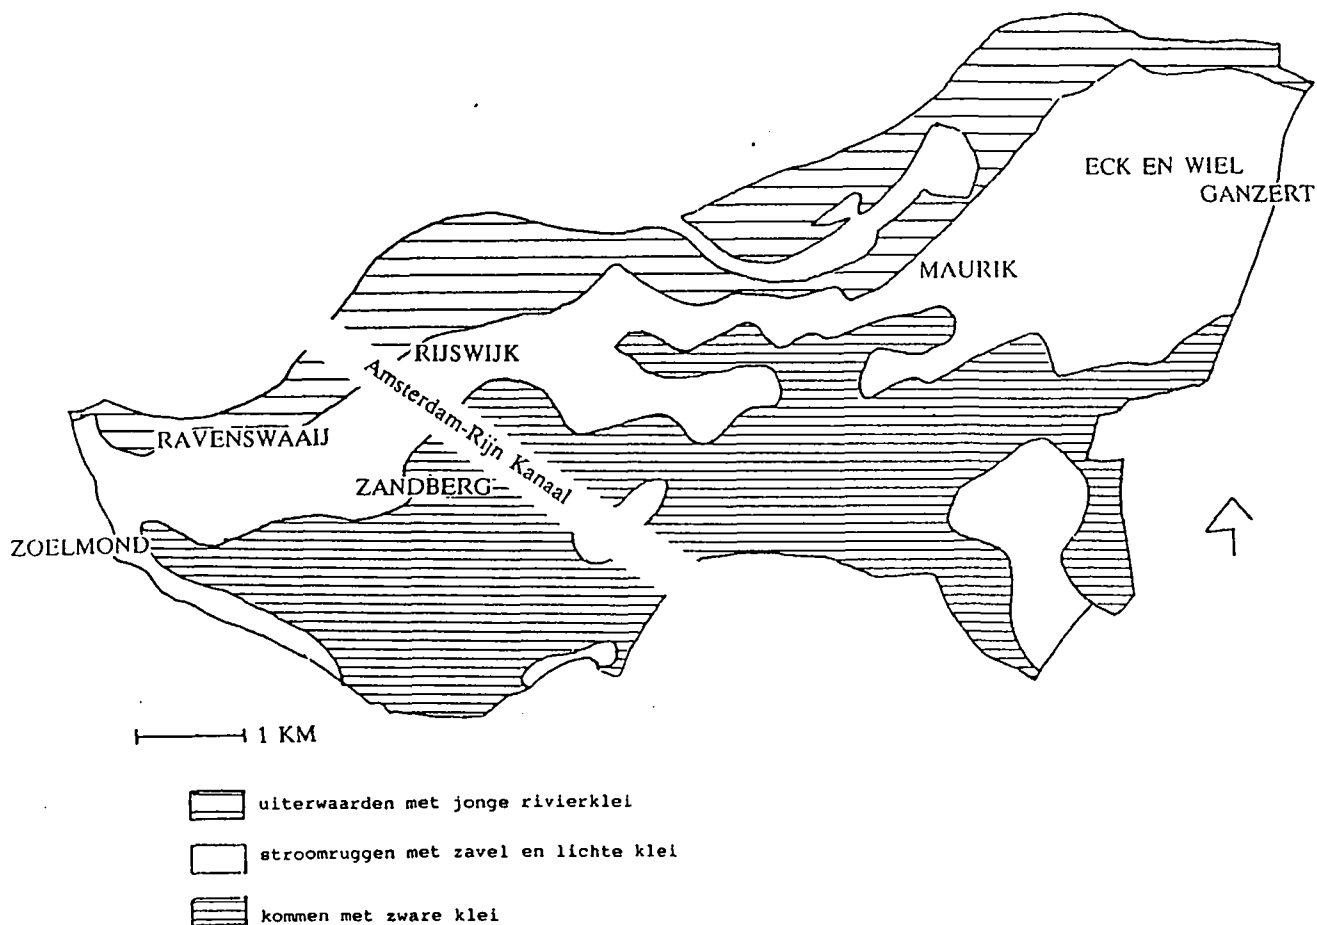 ECK EN WIEL
GANZERT
MAURIK
RIJSWIJK
Amsterdam-Rijn Kanaal
RAVENSWAAIJ
ZANDBERG
ZOELMOND
1 KM
uiterwaarden met jonge rivierklei
stroomruggen met zavel en lichte klei
kommen met zware klei